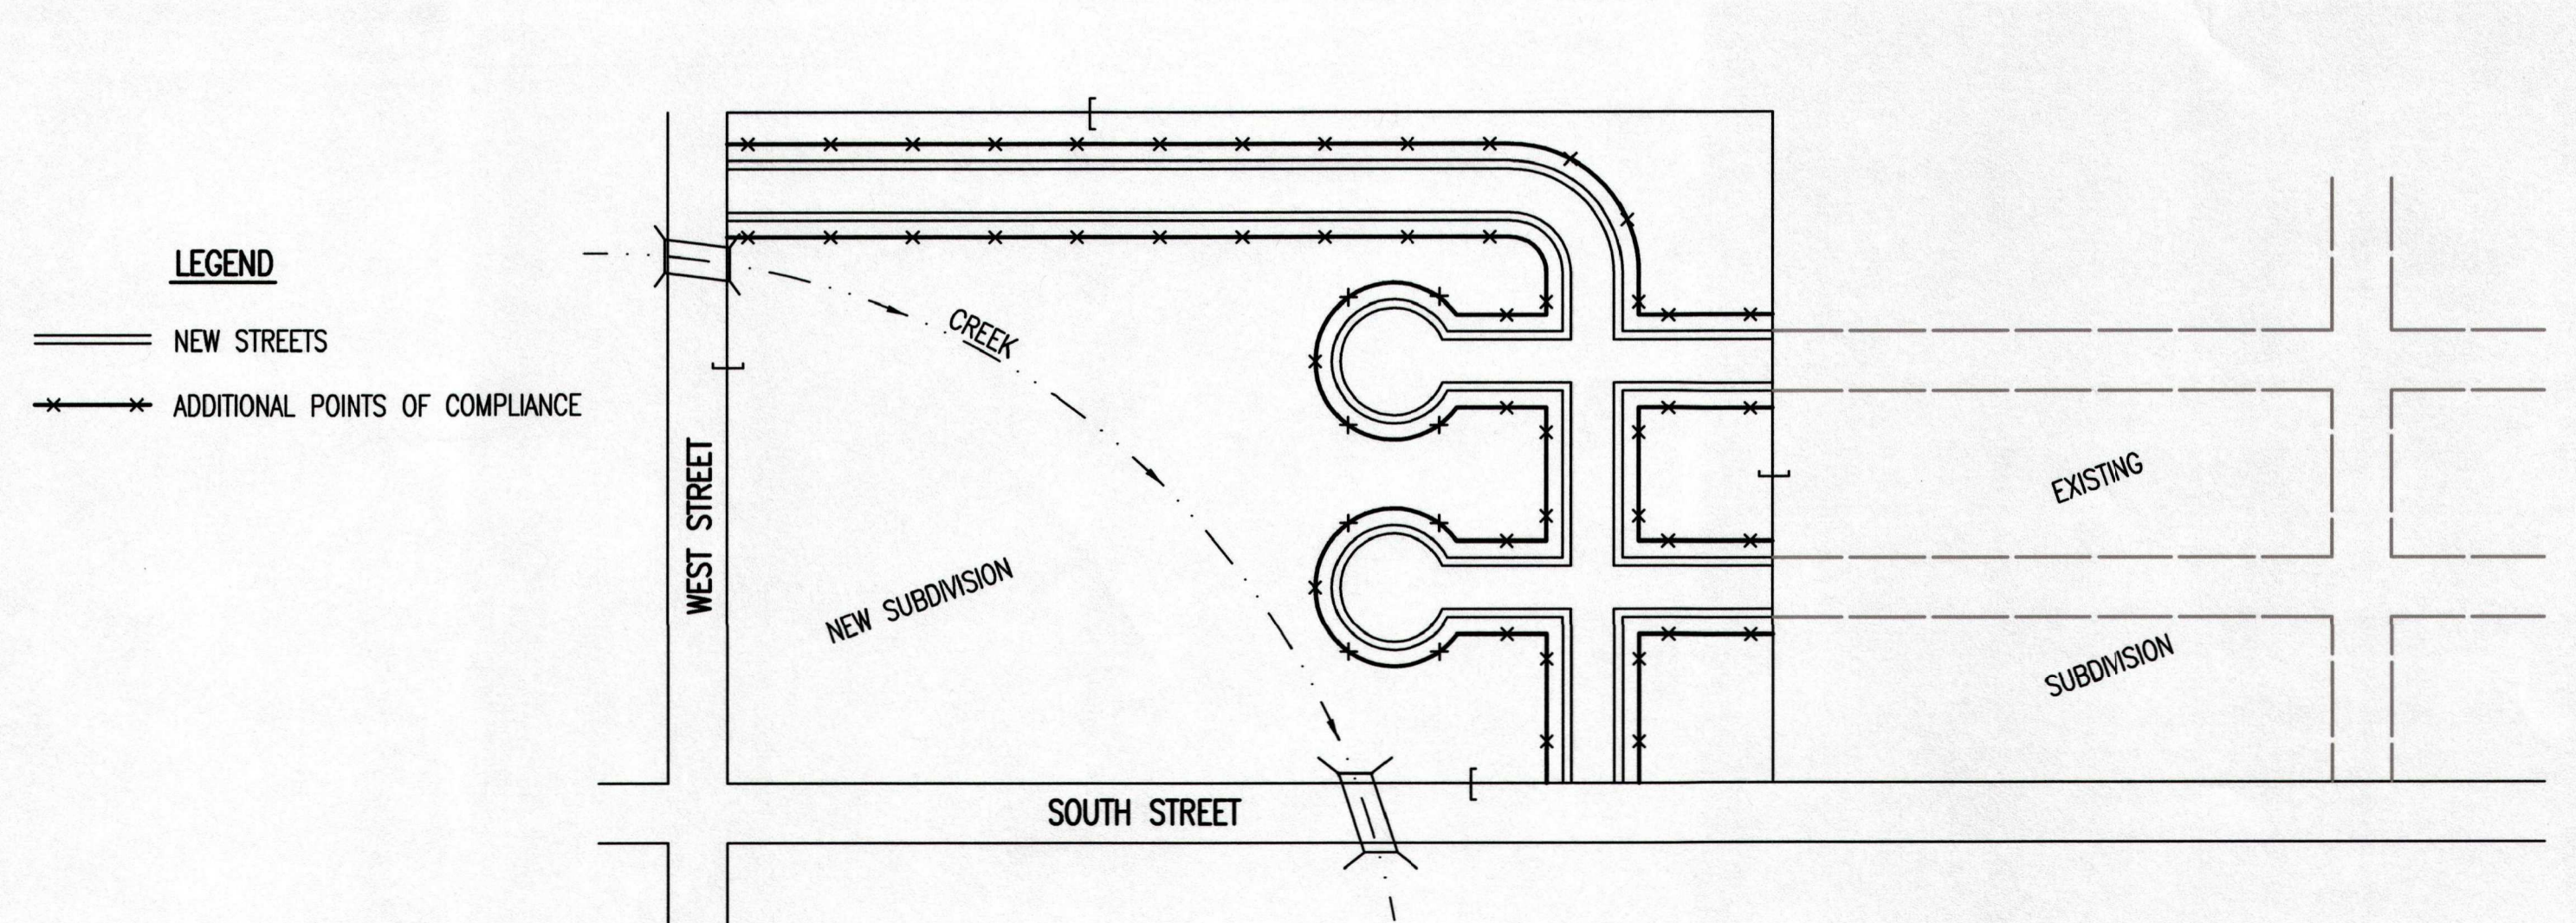 LEGEND
NEW STREETS
ADDITIONAL POINTS OF COMPLIANCE
WEST STREET
CREEK
NEW SUBDIVISION
SOUTH STREET
EXISTING
SUBDIVISION